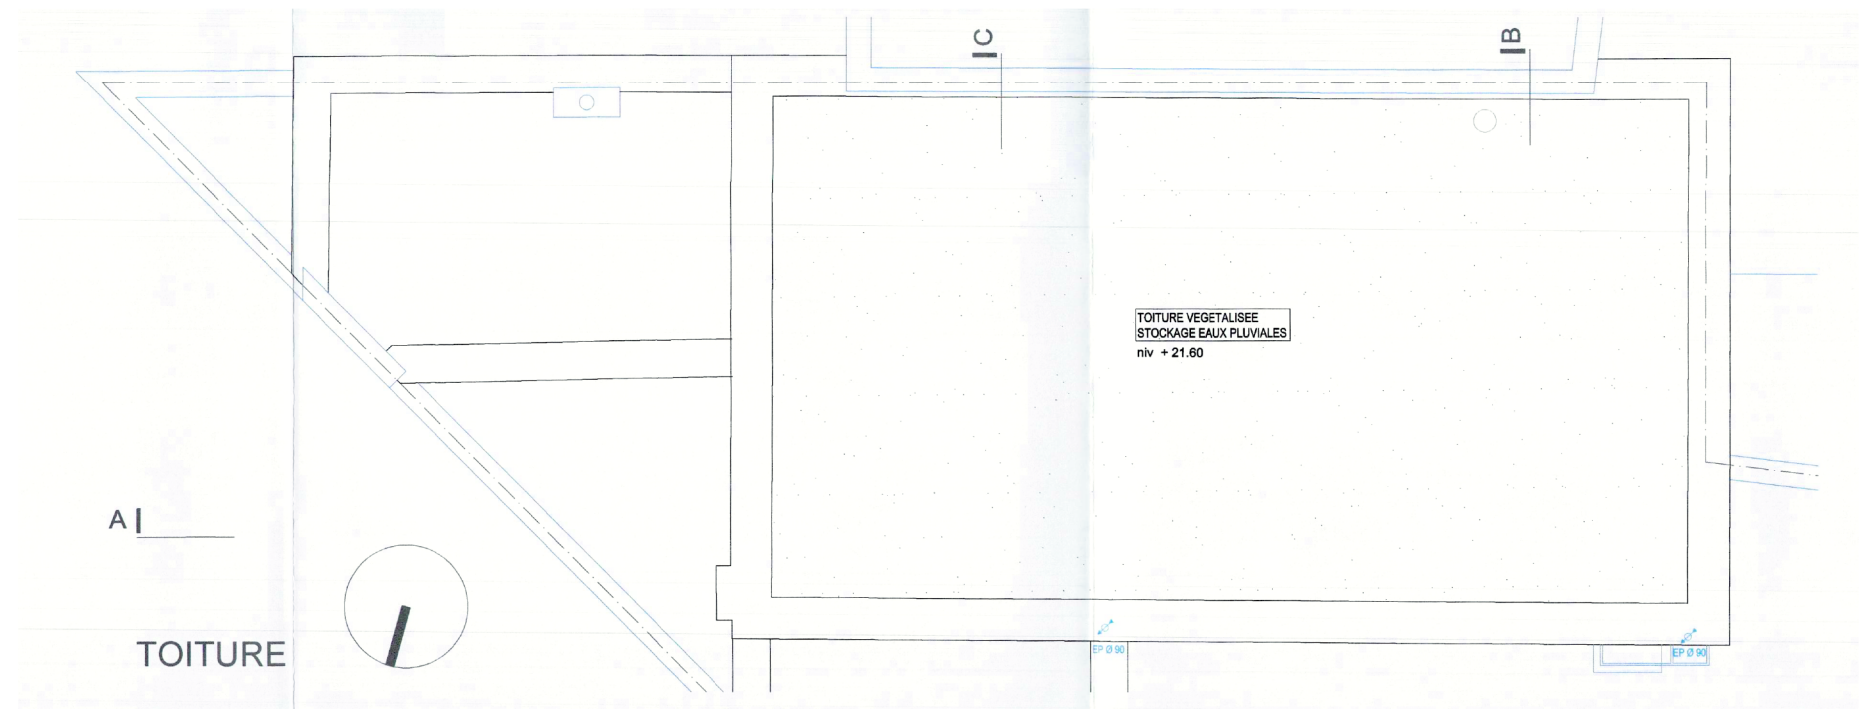 C
B
TOITURE VEGETALISEE
STOCKAGE EAUX PLUVIALES
niv + 21.60
A
TOITURE
EP Ø 90
EP Ø 90